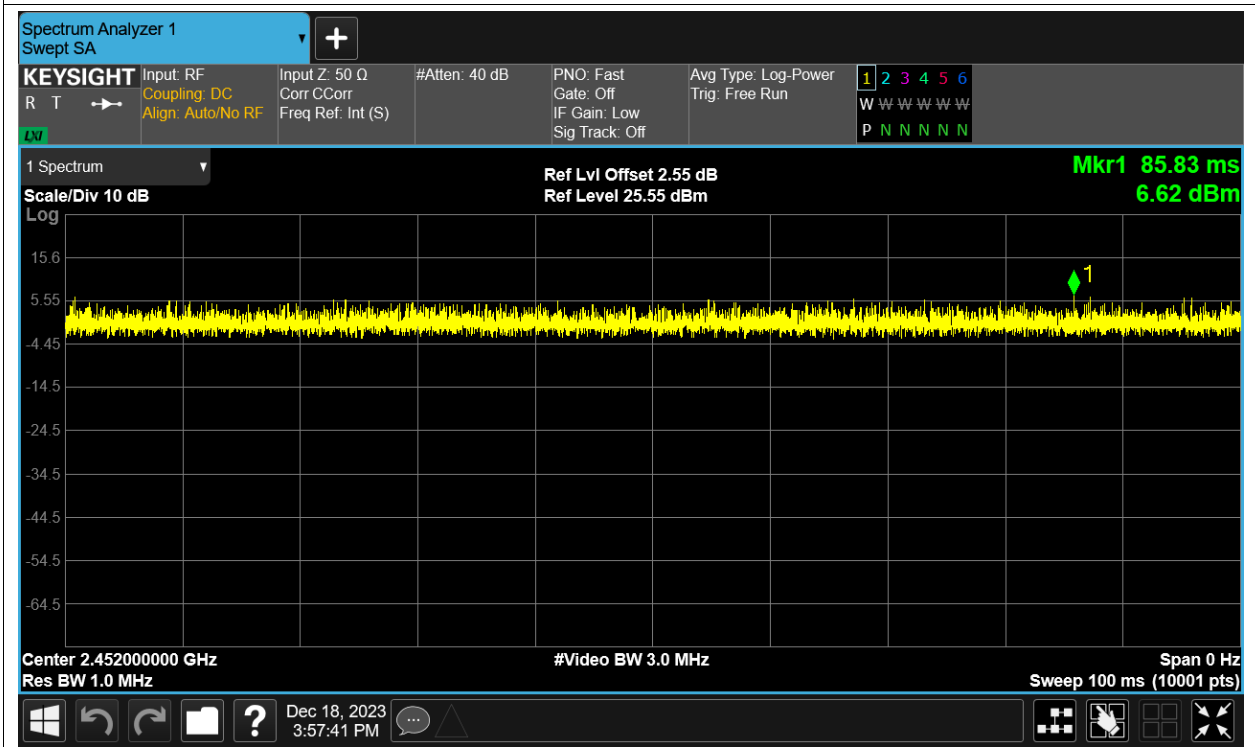 Spectrum Analyzer 1
Swept SA
KEYSIGHT
R T
LXI
Input: RF
Coupling: DC
Align: Auto/No RF
Input Z: 50 Ω
Corr CCorr
Freq Ref: Int (S)
#Atten: 40 dB
PNO: Fast
Gate: Off
IF Gain: Low
Sig Track: Off
Avg Type: Log-Power
Trig: Free Run
1 2 3 4 5 6
W W W W W W
P N N N N N
1 Spectrum
Scale/Div 10 dB
Ref Lvl Offset 2.55 dB
Ref Level 25.55 dBm
Mkr1 85.83 ms
6.62 dBm
Log
15.6
5.55
-4.45
-14.5
-24.5
-34.5
-44.5
-54.5
-64.5
1
Center 2.452000000 GHz
Res BW 1.0 MHz
#Video BW 3.0 MHz
Span 0 Hz
Sweep 100 ms (10001 pts)
?
Dec 18, 2023
3:57:41 PM